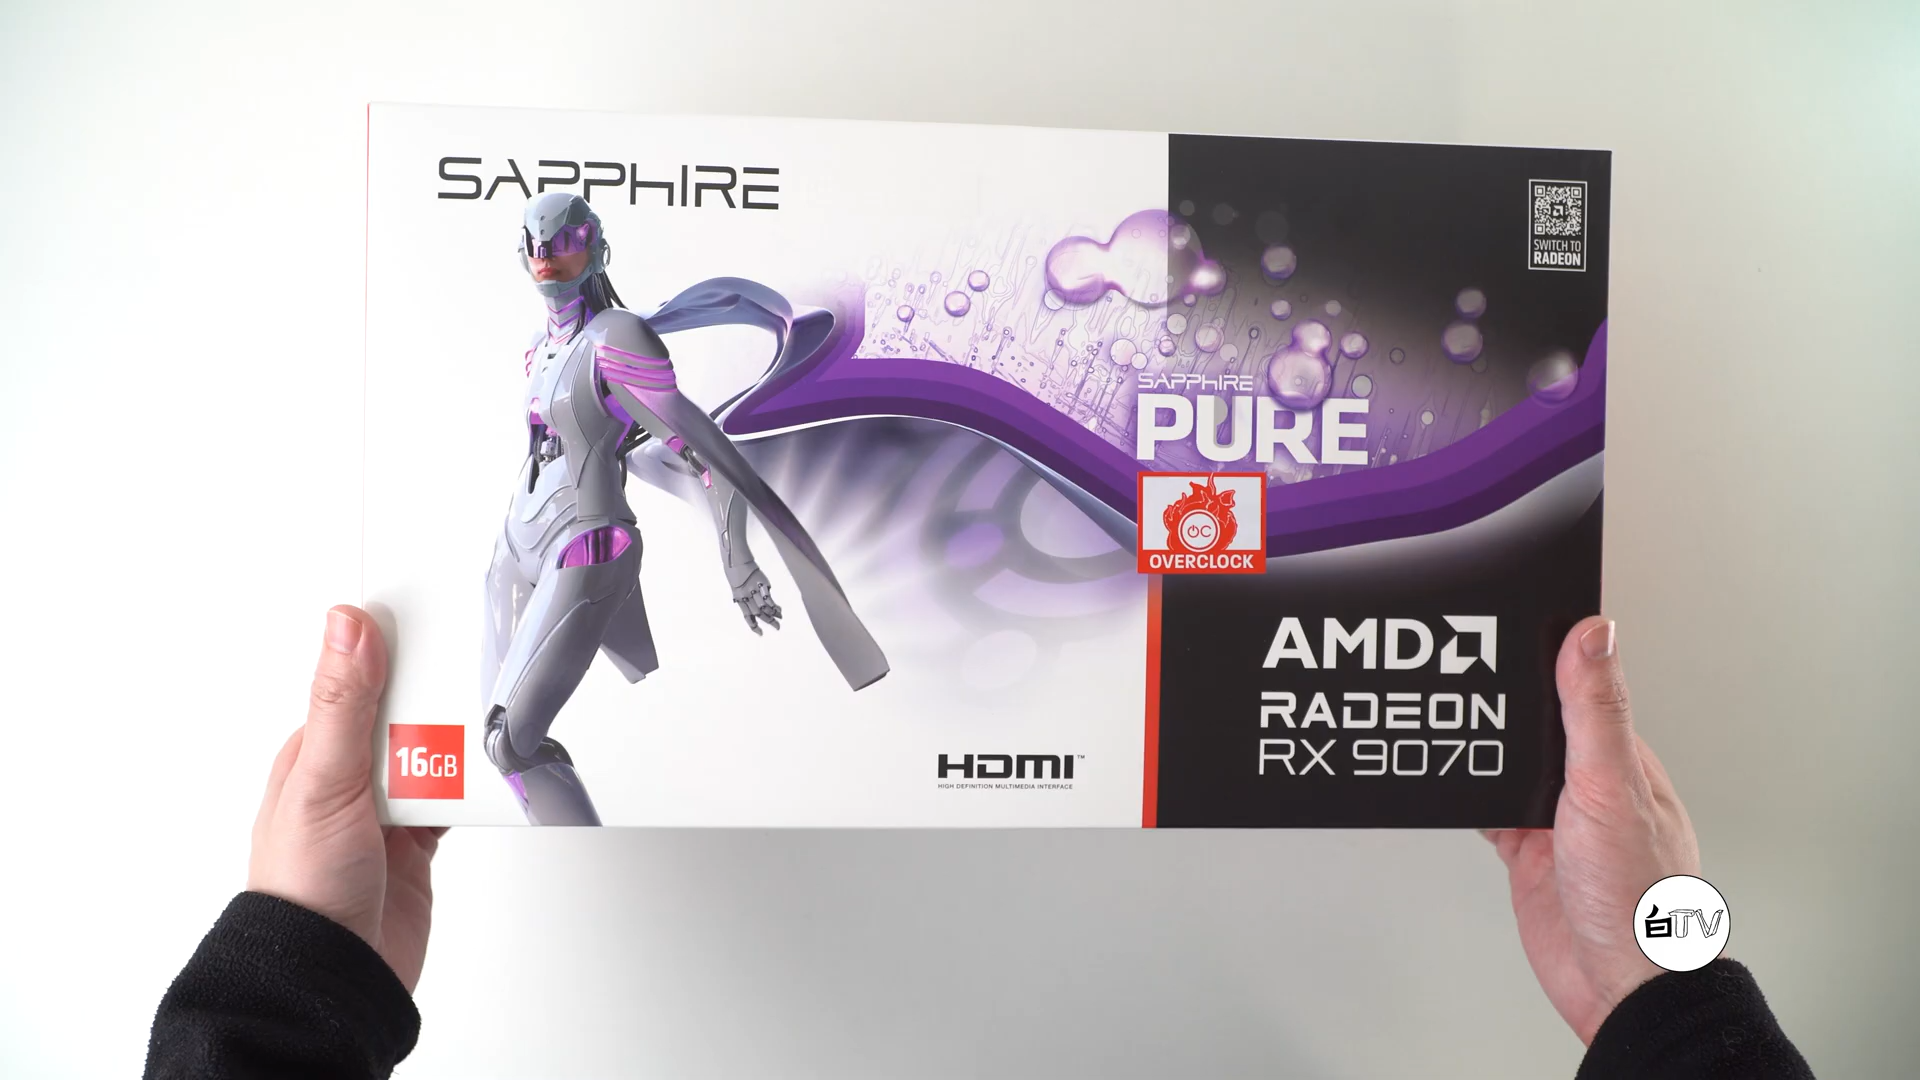 SAPPHIRE
SWITCH TO
RADEON
SAPPHIRE
PURE
OC
OVERCLOCK
AMD
RADEON
RX 9070
16GB
HDMI™
HIGH DEFINITION MULTIMEDIA INTERFACE
白TV